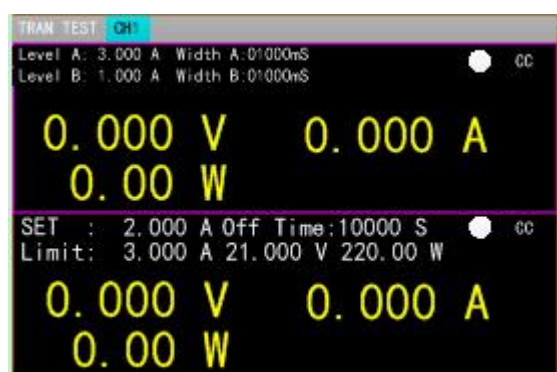 TRAN TEST CH1
Level A: 3.000 A Width A:01000mS
Level B: 1.000 A Width B:01000mS
CC
0.000 V 0.000 A
0.00 W
SET : 2.000 A Off Time:10000 S CC
Limit: 3.000 A 21.000 V 220.00 W
0.000 V 0.000 A
0.00 W